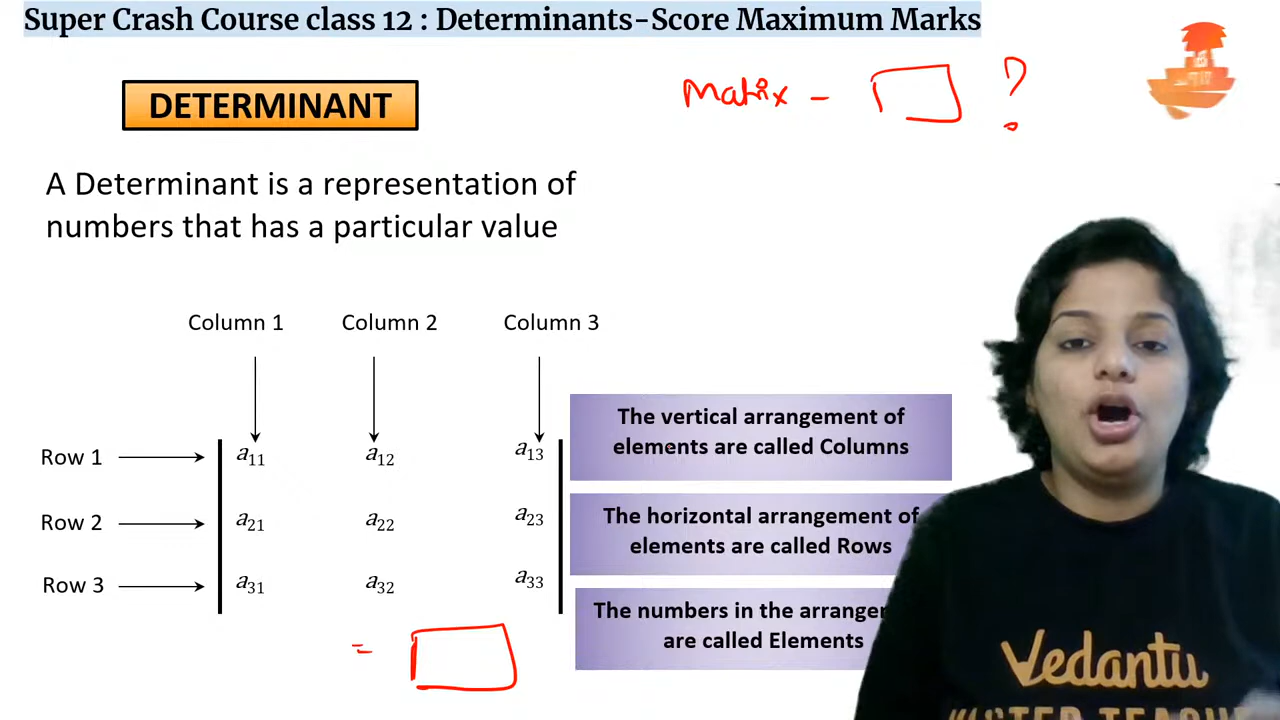 Super Crash Course class 12 : Determinants-Score Maximum Marks
Matrix - ?
DETERMINANT
A Determinant is a representation of
numbers that has a particular value
Column 1 Column 2 Column 3
The vertical arrangement of
elements are called Columns
Row 1 a11 a12 a13
Row 2 a21 a22 a23
The horizontal arrangement of
elements are called Rows
Row 3 a31 a32 a33
The numbers in the
are called Elements
=
Vedantu
MASTER TEACHER